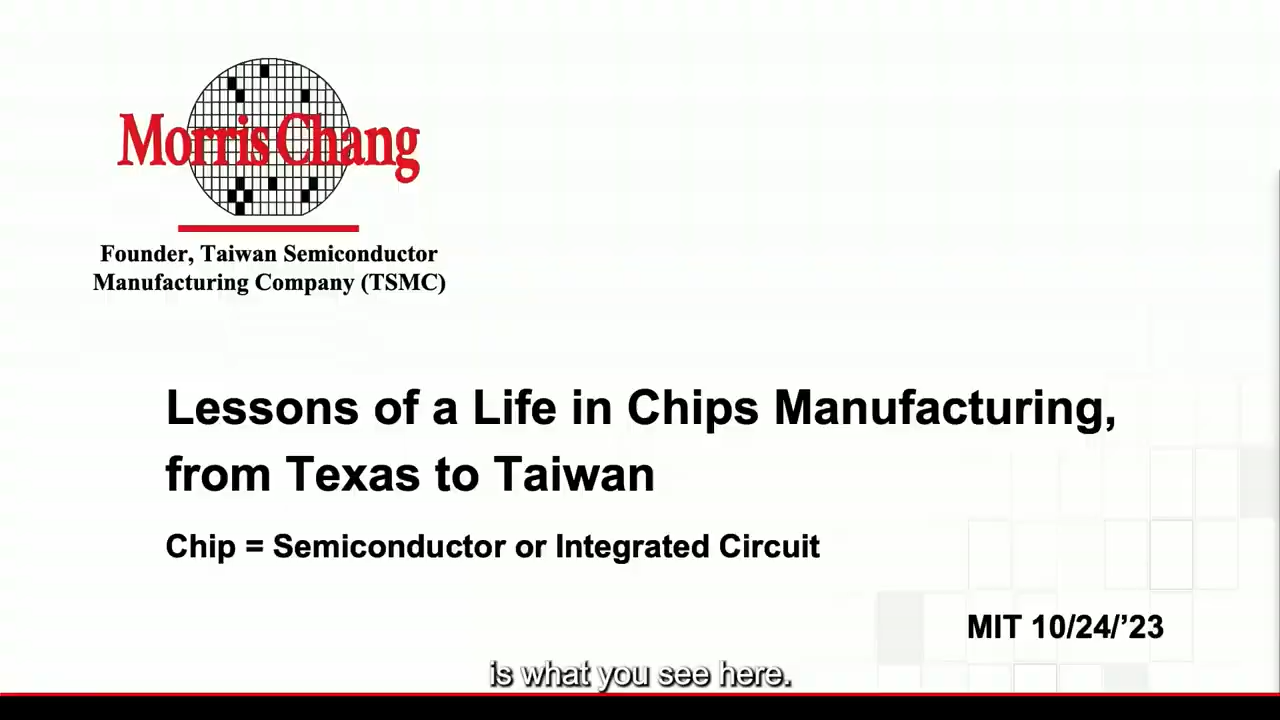 Morris Chang
Founder, Taiwan Semiconductor
Manufacturing Company (TSMC)
Lessons of a Life in Chips Manufacturing,
from Texas to Taiwan
Chip = Semiconductor or Integrated Circuit
MIT 10/24/’23
is what you see here.